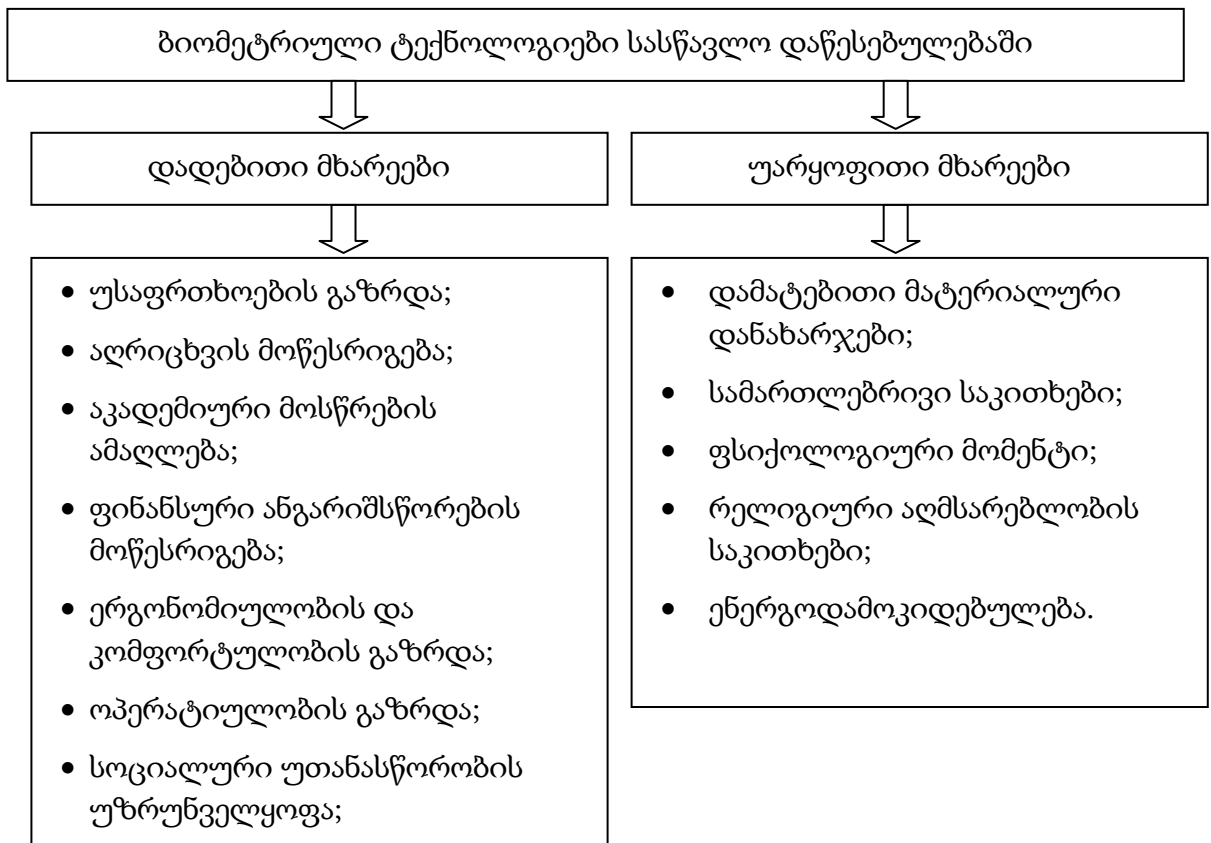 ბიომეტრიული ტექნოლოგიები სასწავლო დაწესებულებაში
დადებითი მხარეები
უარყოფითი მხარეები
• უსაფრთხოების გაზრდა;
• აღრიცხვის მოწესრიგება;
• აკადემიური მოსწრების
ამაღლება;
• ფინანსური ანგარიშსწორების
მოწესრიგება;
• ერგონომიულობის და
კომფორტულობის გაზრდა;
• ოპერატიულობის გაზრდა;
• სოციალური უთანასწორობის
უზრუნველყოფა;
• დამატებითი მატერიალური
დანახარჯები;
• სამართლებრივი საკითხები;
• ფსიქოლოგიური მომენტი;
• რელიგიური აღმსარებლობის
საკითხები;
• ენერგოდამოკიდებულება.